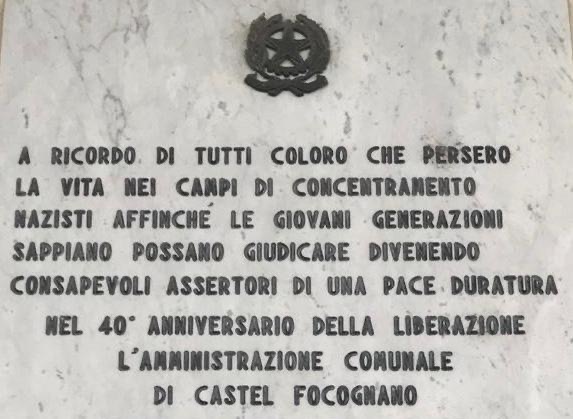 A RICORDO DI TUTTI COLORO CHE PERSERO
LA VITA NEI CAMPI DI CONCENTRAMENTO
NAZISTI AFFINCHÉ LE GIOVANI GENERAZIONI
SAPPIANO POSSANO GIUDICARE DIVENENDO
CONSAPEVOLI ASSERTORI DI UNA PACE DURATURA
NEL 40° ANNIVERSARIO DELLA LIBERAZIONE
L'AMMINISTRAZIONE COMUNALE
DI CASTEL FOCOGNANO